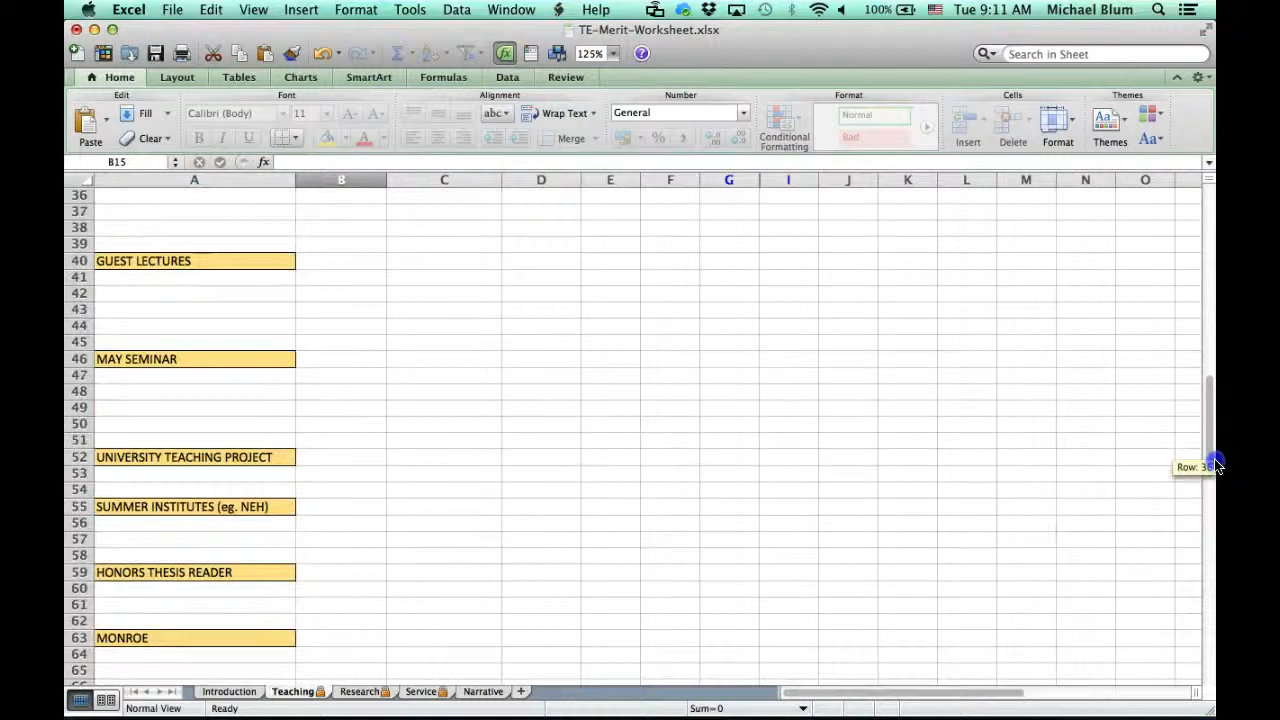 Excel File Edit View Insert Format Tools Data Window Help 100% Tue 9:11 AM Michael Blum
TE-Merit-Worksheet.xlsx
125% Search in Sheet
Home Layout Tables Charts SmartArt Formulas Data Review
Edit Font Alignment Number Format Cells Themes
Paste Fill Calibri (Body) 11 A A abc Wrap Text General Conditional Formatting Normal Insert Delete Format Themes Aa
Clear B I U A Merge % Bad Aa
B15 fx
A B C D E F G I J K L M N O
36
37
38
39
40 GUEST LECTURES
41
42
43
44
45
46 MAY SEMINAR
47
48
49
50
51
52 UNIVERSITY TEACHING PROJECT
53
54
55 SUMMER INSTITUTES (eg. NEH)
56
57
58
59 HONORS THESIS READER
60
61
62
63 MONROE
64
65
Row: 36
Introduction Teaching Research Service Narrative +
Normal View Ready Sum=0